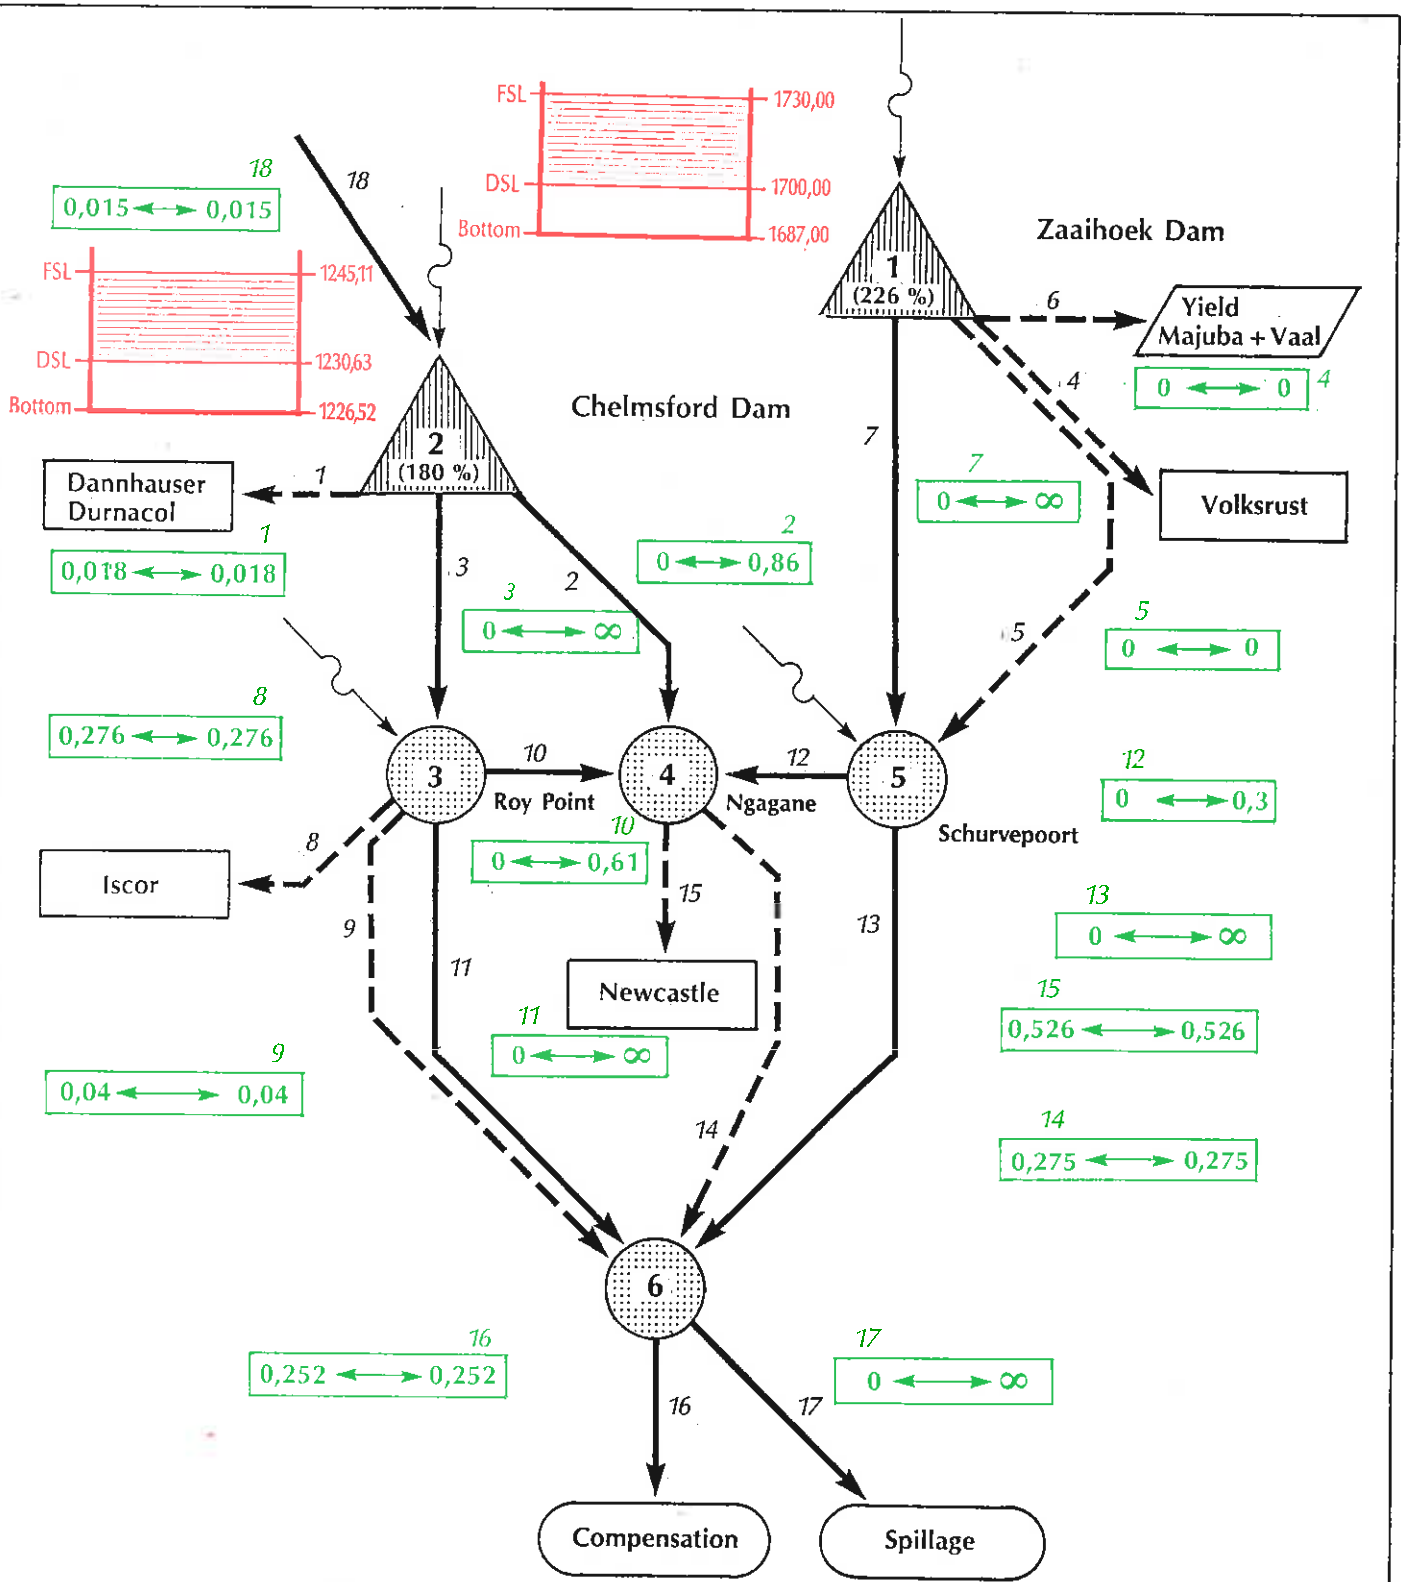 FSL
1730,00
DSL
1700,00
Bottom
1687,00
18
18
0,015 ↔ 0,015
FSL
1245,11
DSL
1230,63
Bottom
1226,52
Zaaihoek Dam
1
(226 %)
6
Yield
Majuba + Vaal
4
0 ↔ 0
4
Chelmsford Dam
2
(180 %)
7
7
0 ↔ ∞
Volksrust
1
Dannhauser
Durnacol
1
0,018 ↔ 0,018
3
2
2
0 ↔ 0,86
3
0 ↔ ∞
5
5
0 ↔ 0
8
0,276 ↔ 0,276
3
10
4
12
5
Roy Point
Ngagane
Schurvepoort
12
0 ↔ 0,3
10
0 ↔ 0,61
8
Iscor
9
11
15
13
13
0 ↔ ∞
Newcastle
11
0 ↔ ∞
15
0,526 ↔ 0,526
9
0,04 ↔ 0,04
14
14
0,275 ↔ 0,275
6
16
0,252 ↔ 0,252
17
0 ↔ ∞
16
17
Compensation
Spillage